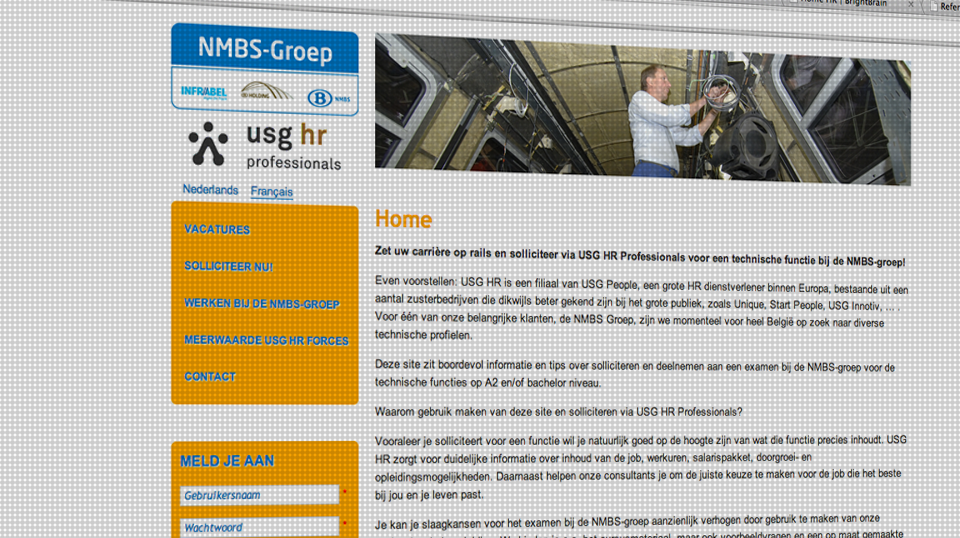 Home HR | BrightBrain
Refer
NMBS-Groep
INFRABEL
HOLDING
B NMBS
usg hr
professionals
Nederlands Français
VACATURES
SOLLICITEER NU!
WERKEN BIJ DE NMBS-GROEP
MEERWAARDE USG HR FORCES
CONTACT
MELD JE AAN
Gebruikersnaam *
Wachtwoord *
Home
Zet uw carrière op rails en solliciteer via USG HR Professionals voor een technische functie bij de NMBS-groep!
Even voorstellen: USG HR is een filiaal van USG People, een grote HR dienstverlener binnen Europa, bestaande uit een
aantal zusterbedrijven die dikwijls beter gekend zijn bij het grote publiek, zoals Unique, Start People, USG Innotiv, ... .
Voor één van onze belangrijke klanten, de NMBS Groep, zijn we momenteel voor heel België op zoek naar diverse
technische profielen.
Deze site zit boordevol informatie en tips over solliciteren en deelnemen aan een examen bij de NMBS-groep voor de
technische functies op A2 en/of bachelor niveau.
Waarom gebruik maken van deze site en solliciteren via USG HR Professionals?
Vooraleer je solliciteert voor een functie wil je natuurlijk goed op de hoogte zijn van wat die functie precies inhoudt. USG
HR zorgt voor duidelijke informatie over inhoud van de job, werkuren, salarispakket, doorgroei- en
opleidingsmogelijkheden. Daarnaast helpen onze consultants je om de juiste keuze te maken voor de job die het beste
bij jou en je leven past.
Je kan je slaagkansen voor het examen bij de NMBS-groep aanzienlijk verhogen door gebruik te maken van onze
maar ook voorbeeldvragen en een op maat gemaakte